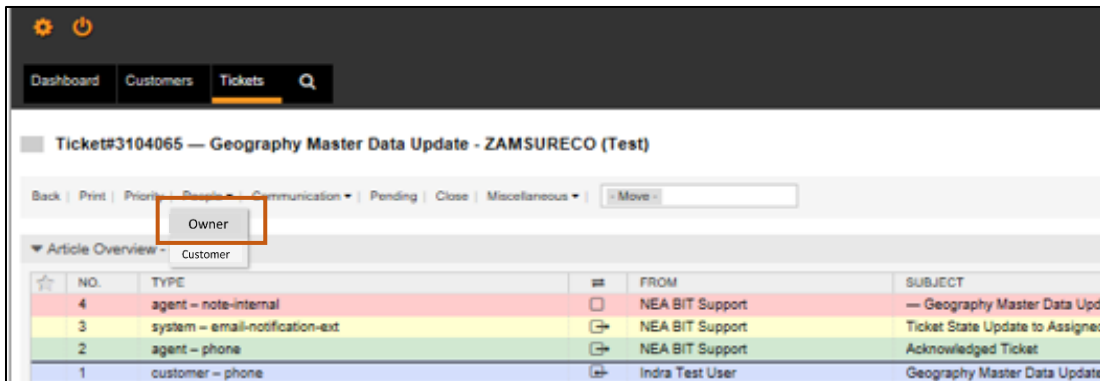 Dashboard Customers Tickets
Ticket#3104065 — Geography Master Data Update - ZAMSURECO (Test)
Back | Print | Priority | People | Communication | Pending | Close | Miscellaneous | - Move -
Owner
Article Overview -
Customer
NO. TYPE FROM SUBJECT
4 agent – note-internal NEA BIT Support — Geography Master Data Upd
3 system – email-notification-ext NEA BIT Support Ticket State Update to Assigned
2 agent – phone NEA BIT Support Acknowledged Ticket
1 customer – phone Indra Test User Geography Master Data Update